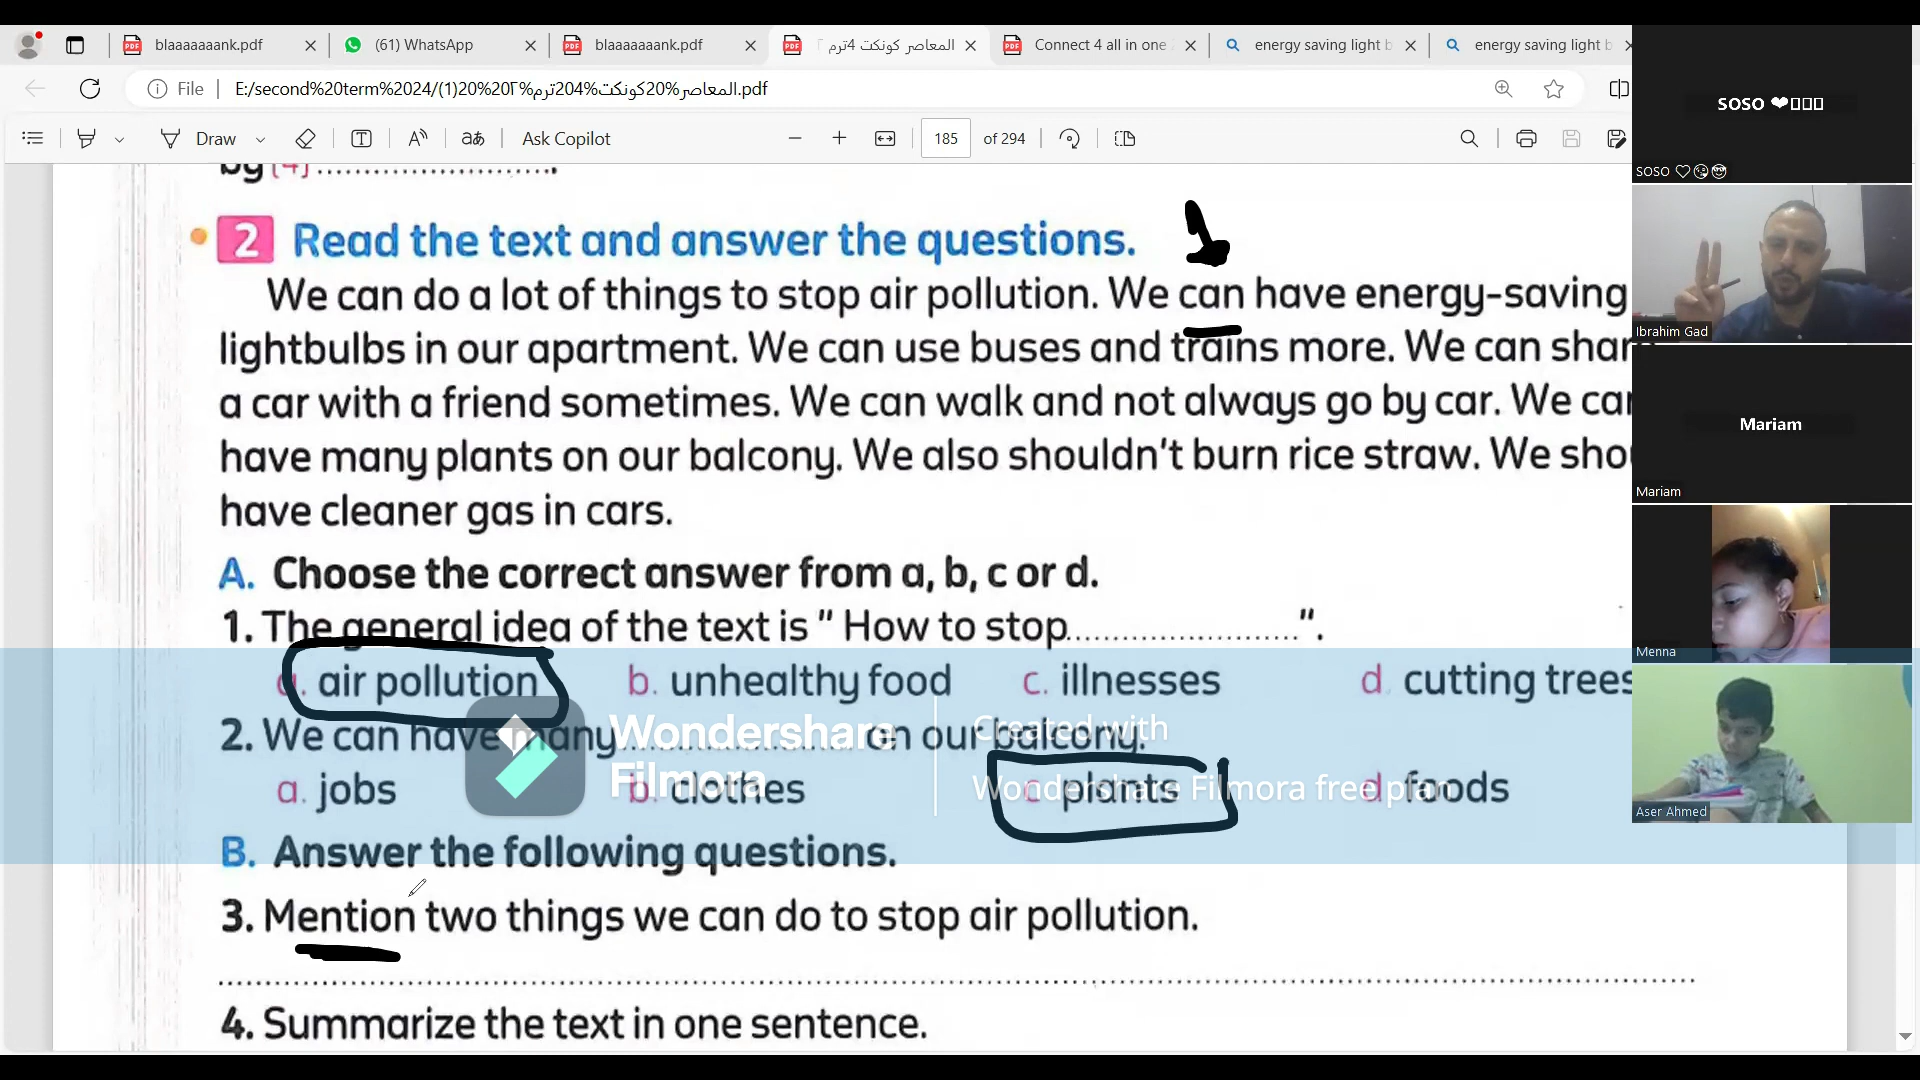 blaaaaaaank.pdf
(61) WhatsApp
blaaaaaaank.pdf
المعاصر كونكت 4ترم ٢
Connect 4 all in one
energy saving light b
energy saving light b
File
E:/second%20term%2024/(1)%20%20المعاصر%20كونكت%204ترم٢.pdf
Draw
Ask Copilot
185 of 294
by (4) ........................
2 Read the text and answer the questions.
We can do a lot of things to stop air pollution. We can have energy-saving
lightbulbs in our apartment. We can use buses and trains more. We can shar
a car with a friend sometimes. We can walk and not always go by car. We can
have many plants on our balcony. We also shouldn't burn rice straw. We shou
have cleaner gas in cars.
A. Choose the correct answer from a, b, c or d.
1. The general idea of the text is " How to stop........................".
a. air pollution b. unhealthy food c. illnesses d. cutting trees
2. We can have many........................on our balcony.
a. jobs b. clothes c. plants d. foods
B. Answer the following questions.
3. Mention two things we can do to stop air pollution.
4. Summarize the text in one sentence.
Wondershare
Filmora
Created with
Wondershare Filmora free plan
SOSO ❤
SOSO
Ibrahim Gad
Mariam
Mariam
Menna
Aser Ahmed